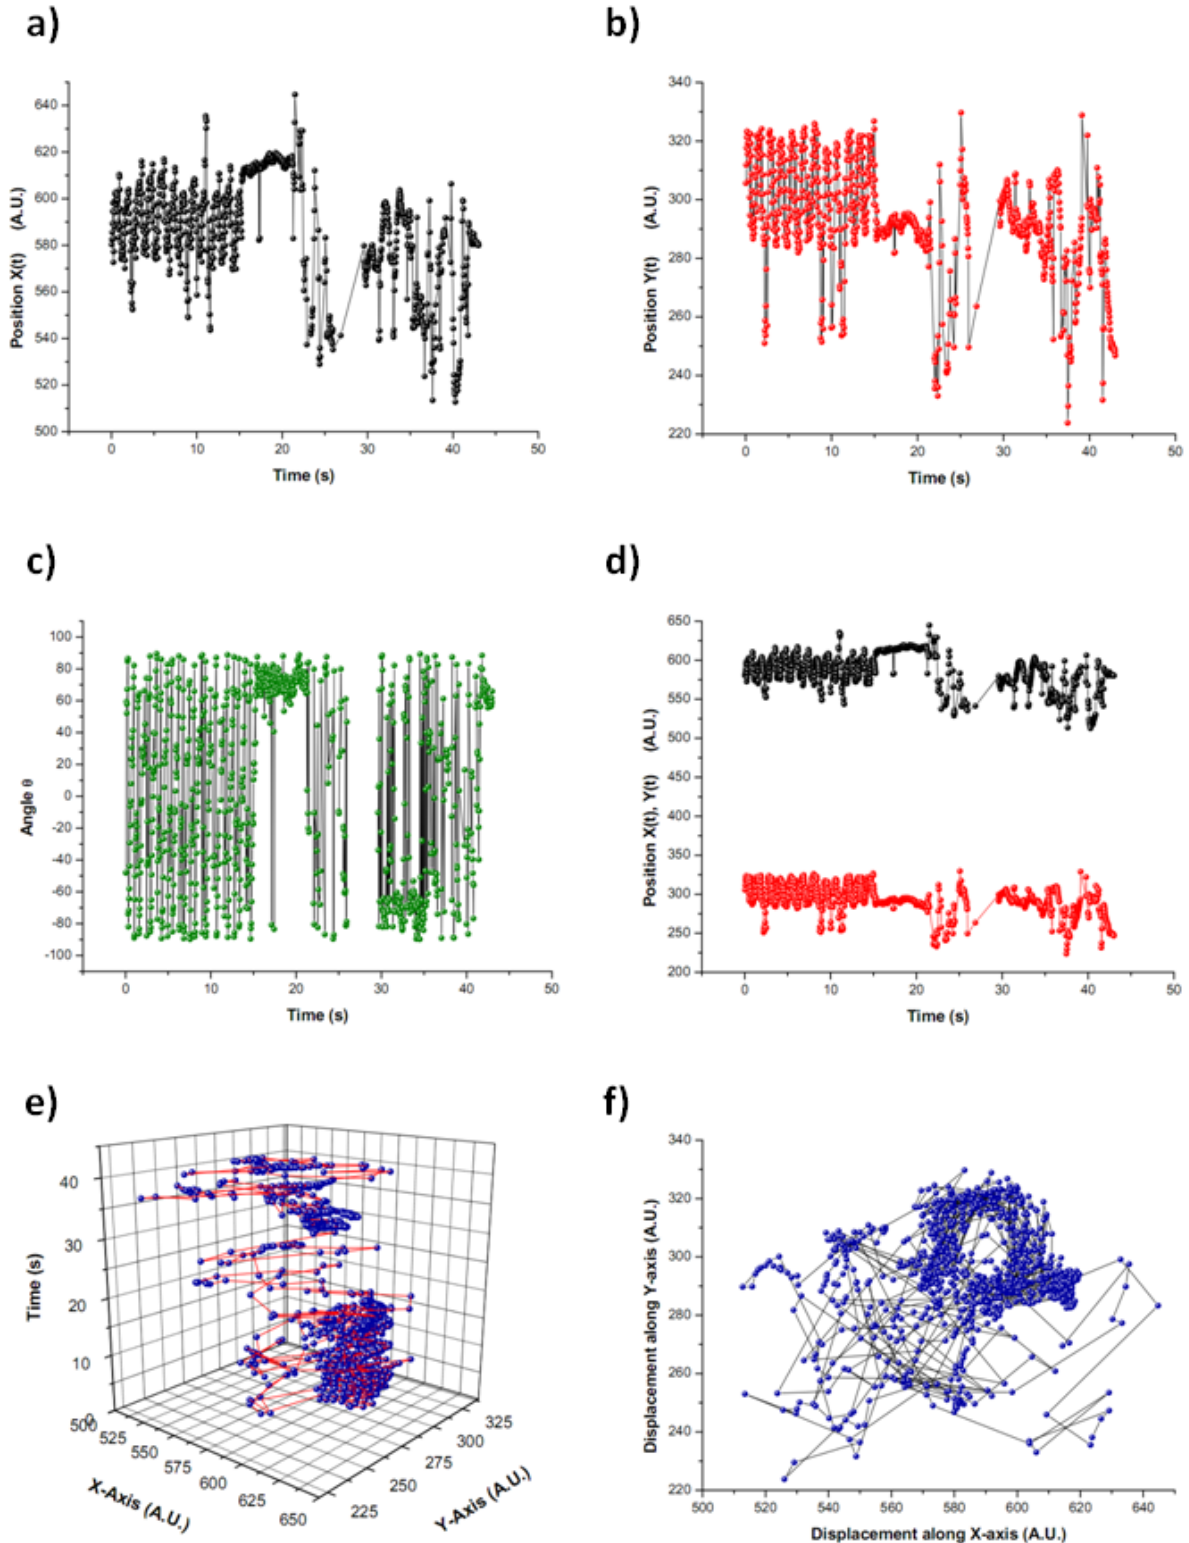 a)
b)
640
620
600
580
560
540
520
500
Position X(t) (A.U.)
0 10 20 30 40 50
Time (s)
340
320
300
280
260
240
220
Position Y(t) (A.U.)
0 10 20 30 40 50
Time (s)
c)
d)
100
80
60
40
20
0
-20
-40
-60
-80
-100
Angle θ
0 10 20 30 40 50
Time (s)
650
600
550
500
450
400
350
300
250
200
Position X(t), Y(t) (A.U.)
0 10 20 30 40 50
Time (s)
e)
f)
40
30
20
10
0
Time (s)
500
525
550
575
600
625
650
X-Axis (A.U.)
225
250
275
300
325
Y-Axis (A.U.)
340
320
300
280
260
240
220
Displacement along Y-axis (A.U.)
500 520 540 560 580 600 620 640
Displacement along X-axis (A.U.)